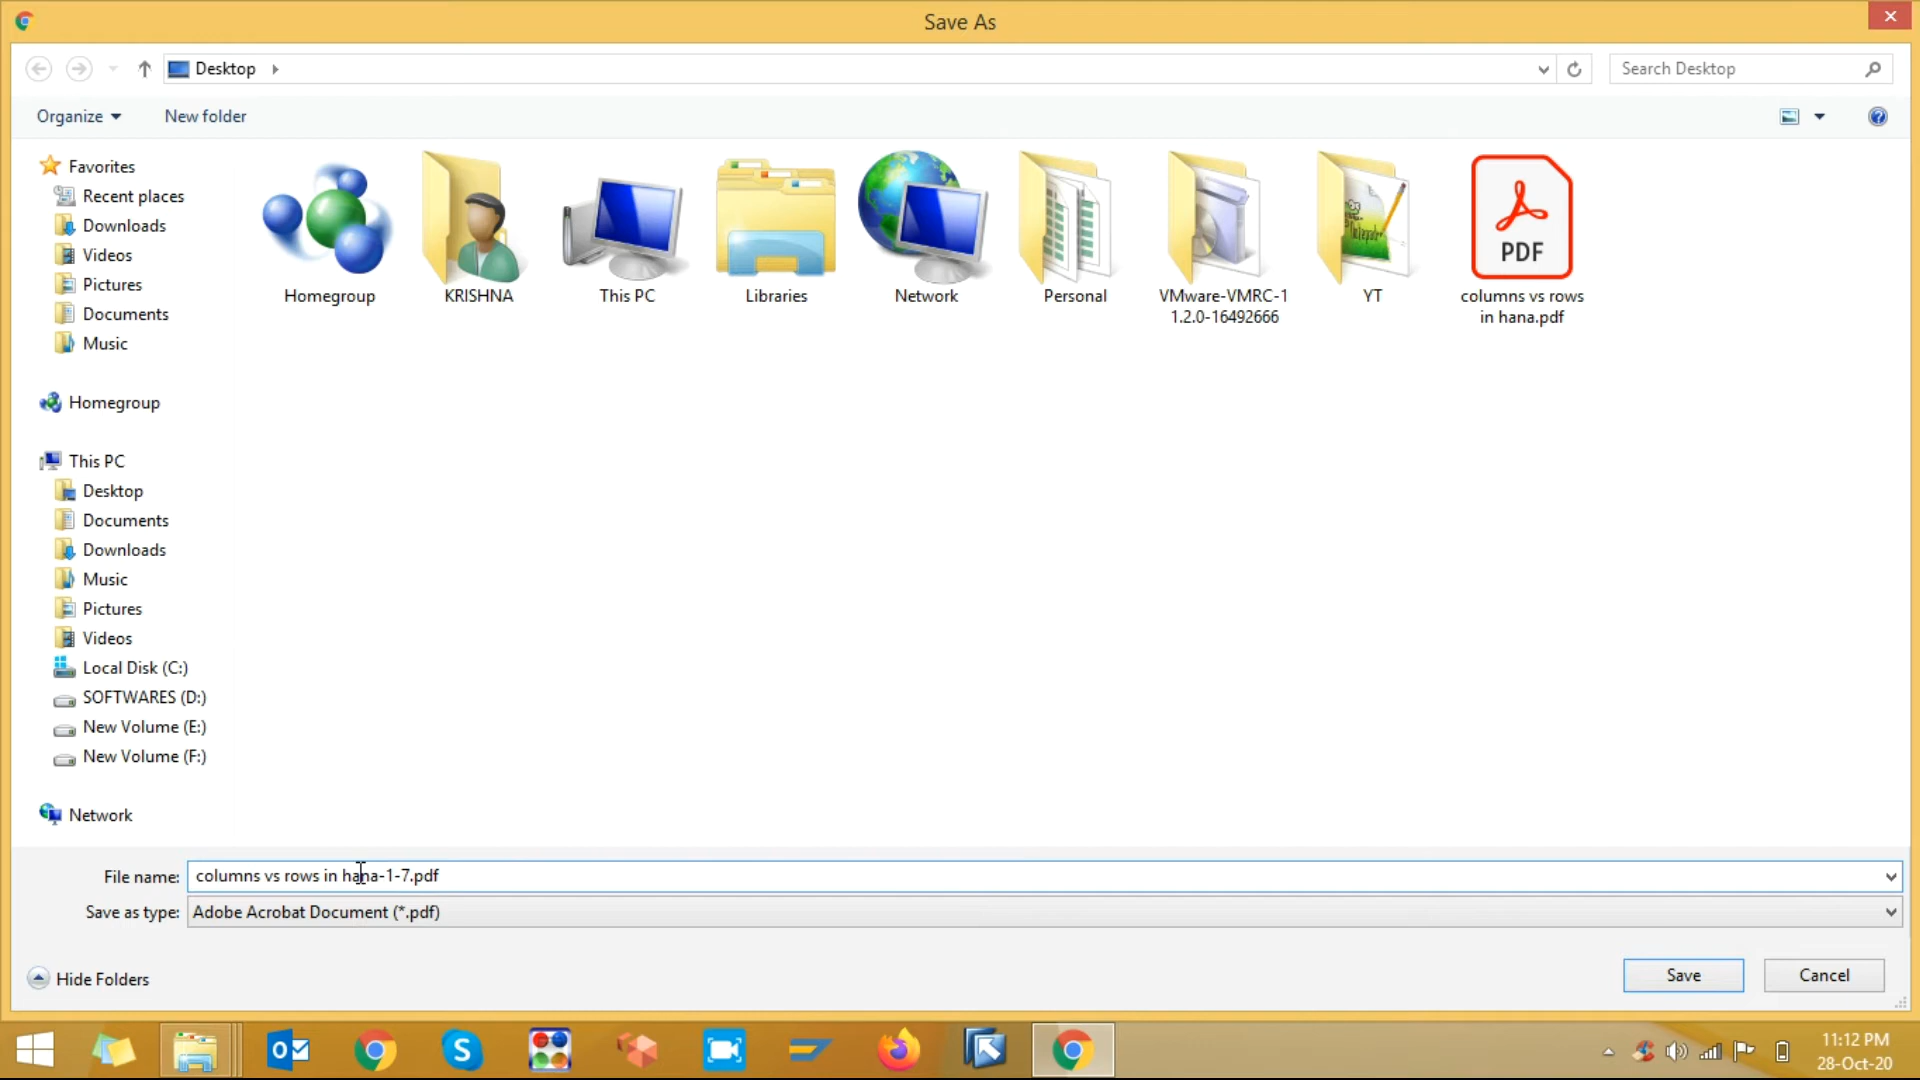 Save As
Desktop
Search Desktop
Organize
New folder
Favorites
Recent places
Downloads
Videos
Pictures
Documents
Music
Homegroup
This PC
Desktop
Documents
Downloads
Music
Pictures
Videos
Local Disk (C:)
SOFTWARES (D:)
New Volume (E:)
New Volume (F:)
Network
Homegroup
KRISHNA
This PC
Libraries
Network
Personal
VMware-VMRC-1
1.2.0-16492666
YT
PDF
columns vs rows
in hana.pdf
File name: columns vs rows in hana-1-7.pdf
Save as type: Adobe Acrobat Document (*.pdf)
Hide Folders
Save
Cancel
11:12 PM
28-Oct-20